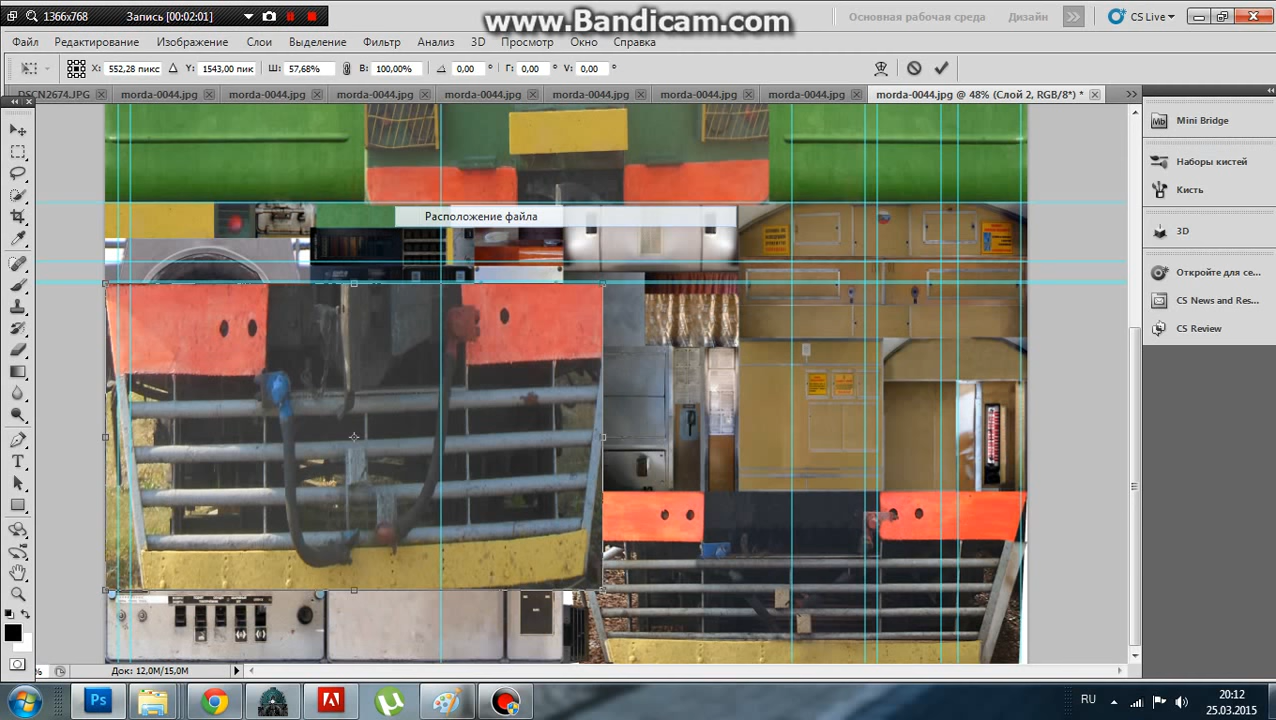 1366x768 Запись [00:02:01]
www.Bandicam.com
Основная рабочая среда Дизайн CS Live
Файл Редактирование Изображение Слои Выделение Фильтр Анализ 3D Просмотр Окно Справка
X: 552,28 пикс Y: 1543,00 пик Ш: 57,68% В: 100,00% 0,00 ° Г: 0,00 ° V: 0,00 °
DSCN2674.JPG morda-0044.jpg morda-0044.jpg morda-0044.jpg morda-0044.jpg morda-0044.jpg morda-0044.jpg morda-0044.jpg morda-0044.jpg @ 48% (Слой 2, RGB/8*) *
Mb Mini Bridge
Наборы кистей
Кисть
3D
Расположение файла
Откройте для се...
CS News and Res...
CS Review
% Док: 12,0M/15,0M
Ps RU 20:12
25.03.2015